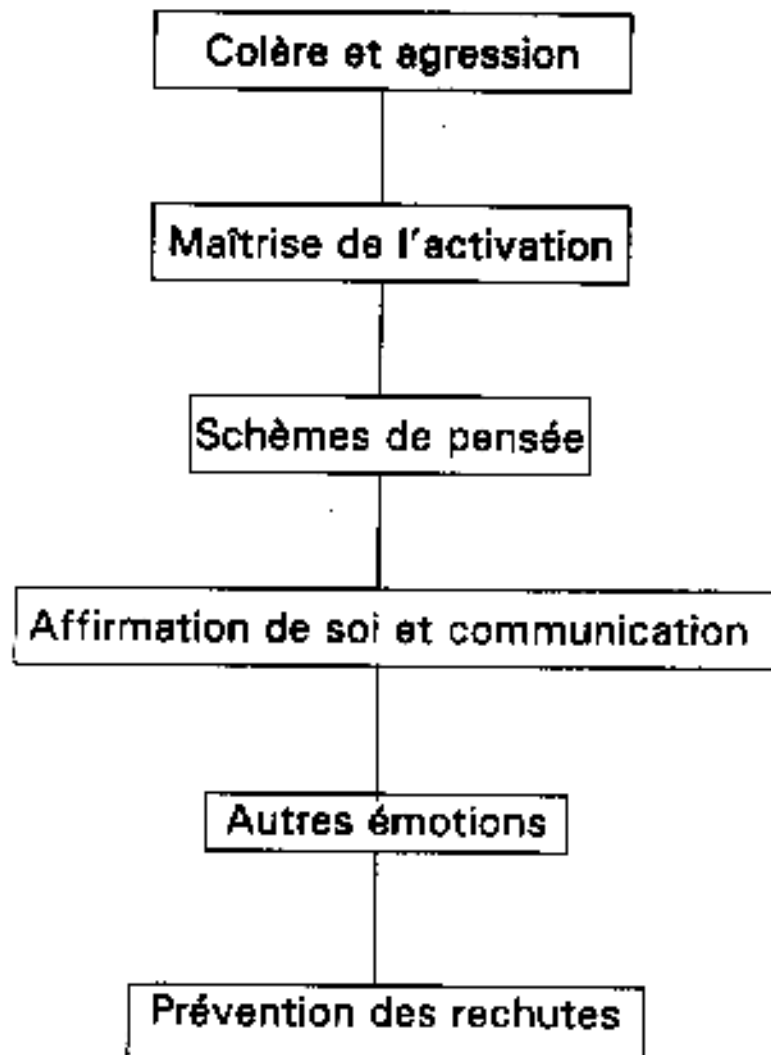 Colère et agression
Maîtrise de l'activation
Schèmes de pensée
Affirmation de soi et communication
Autres émotions
Prévention des rechutes